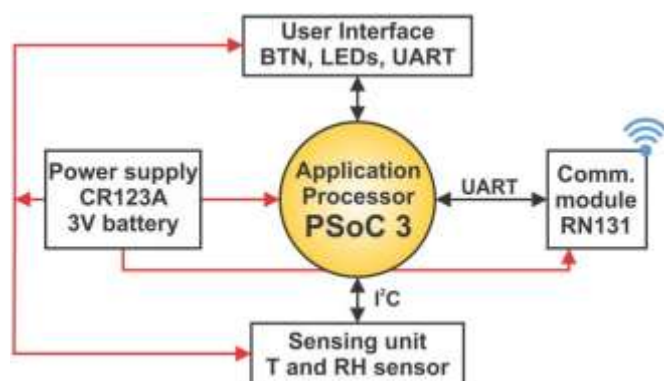 User Interface
BTN, LEDs, UART
Power supply
CR123A
3V battery
Application
Processor
PSoC 3
UART
Comm.
module
RN131
I²C
Sensing unit
T and RH sensor